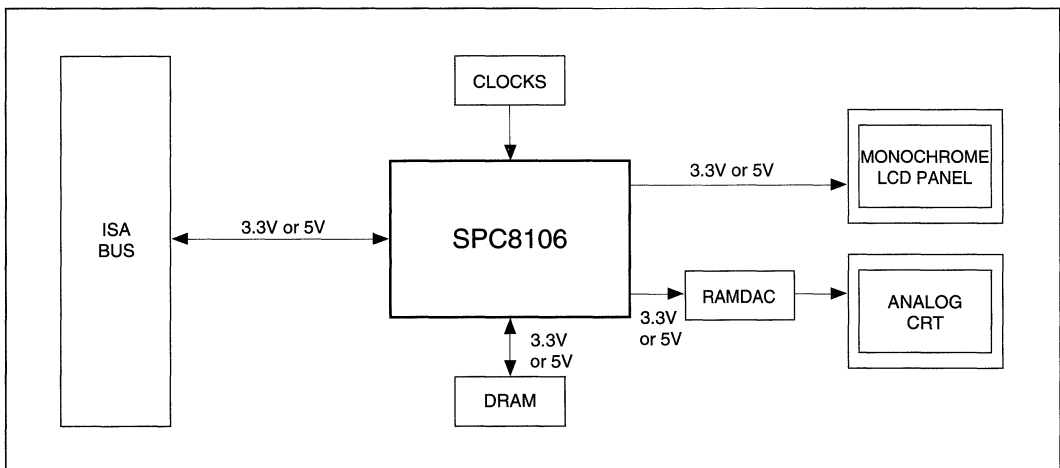 CLOCKS
MONOCHROME
LCD PANEL
3.3V or 5V
ISA
BUS
3.3V or 5V
SPC8106
RAMDAC
ANALOG
CRT
3.3V
or 5V
3.3V
or 5V
DRAM